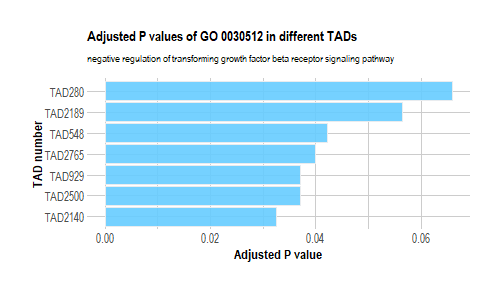 Adjusted P values of GO 0030512 in different TADs
negative regulation of transforming growth factor beta receptor signaling pathway
TAD280
TAD2189
TAD548
TAD2765
TAD929
TAD2500
TAD2140
TAD number
0.00 0.02 0.04 0.06
Adjusted P value